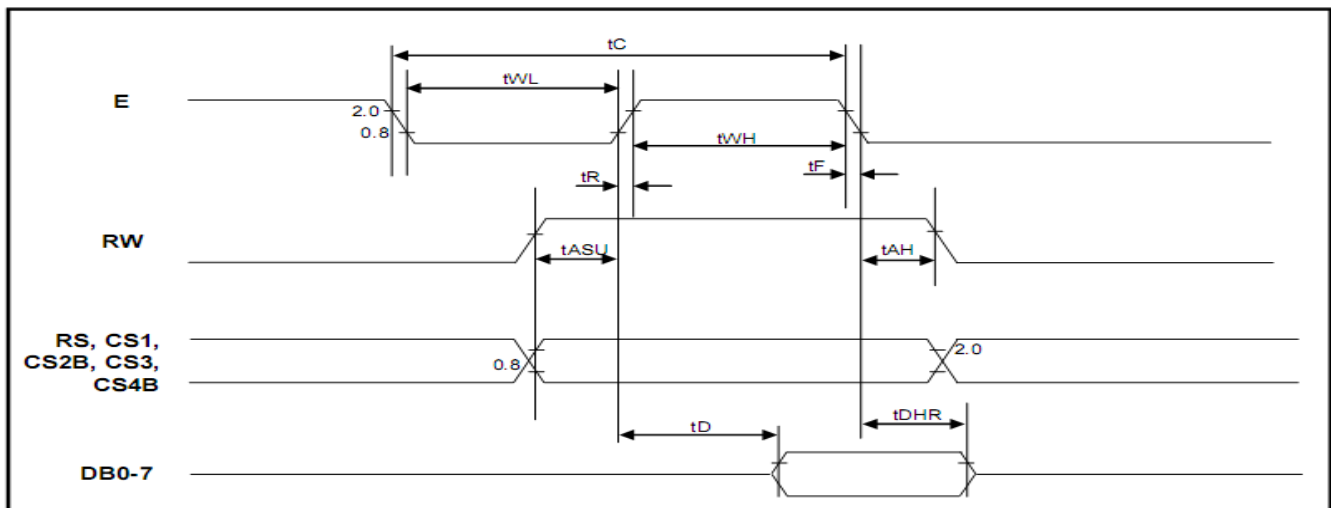 tC
tWL
E
2.0
0.8
tWH
tR
tF
RW
tASU
tAH
RS, CS1,
CS2B, CS3,
CS4B
0.8
2.0
tDHR
tD
DB0-7